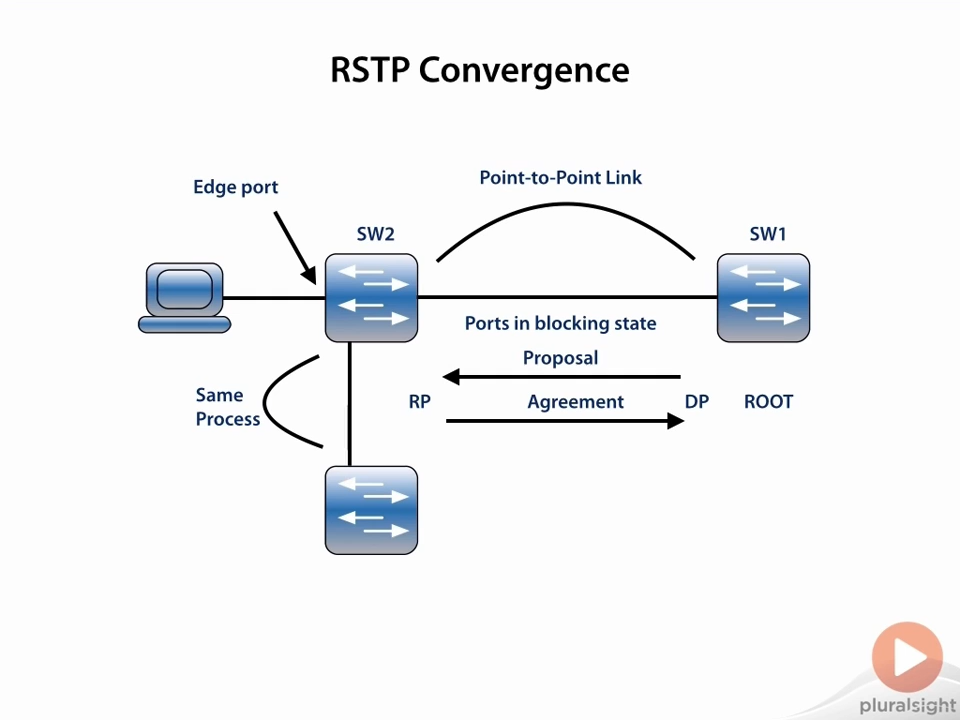 RSTP Convergence
Edge port
Point-to-Point Link
SW2
SW1
Ports in blocking state
Proposal
Same
Process
RP
Agreement
DP
ROOT
pluralsight